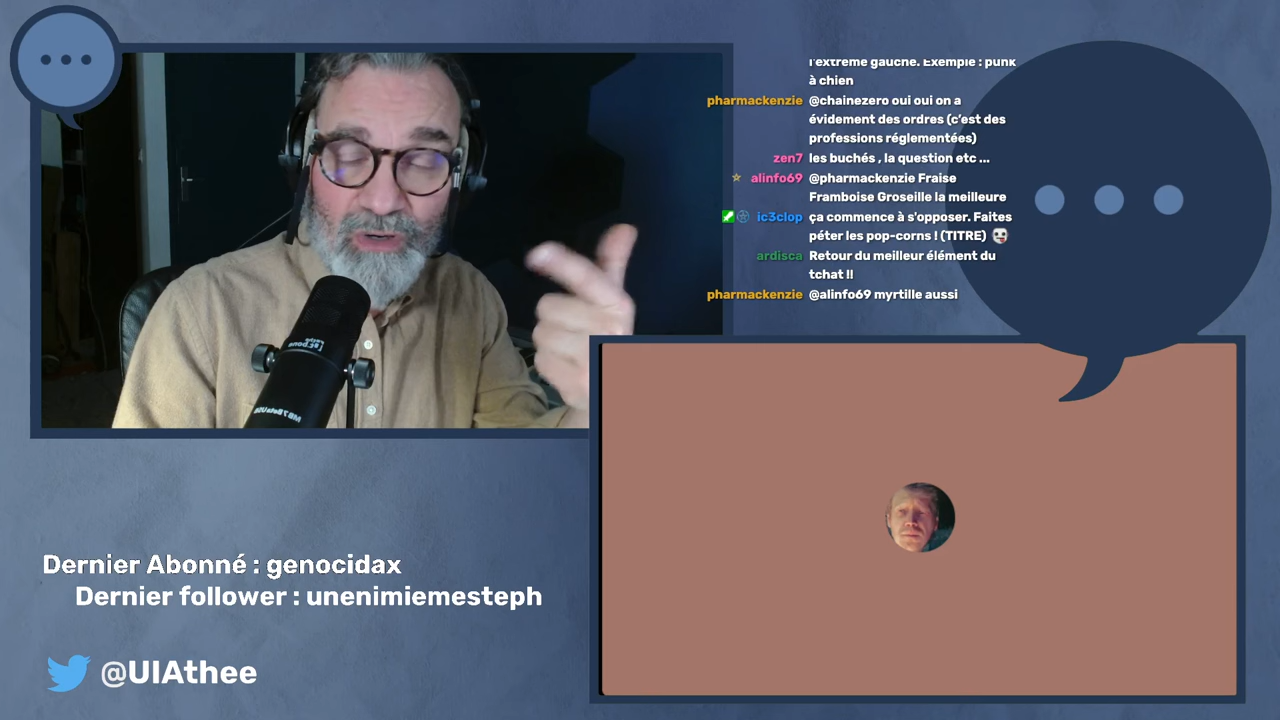 l'extrême gauche. Exemple : punk
à chien
pharmackenzie @chainezero oui oui on a
évidement des ordres (c'est des
professions réglementées)
zen7 les buchés , la question etc ...
alinfo69 @pharmackenzie Fraise
Framboise Groseille la meilleure
ic3clop ça commence à s'opposer. Faites
péter les pop-corns ! (TITRE)
ardisca Retour du meilleur élément du
tchat !!
pharmackenzie @alinfo69 myrtille aussi
Dernier Abonné : genocidax
Dernier follower : unenimiemesteph
@UIAthee